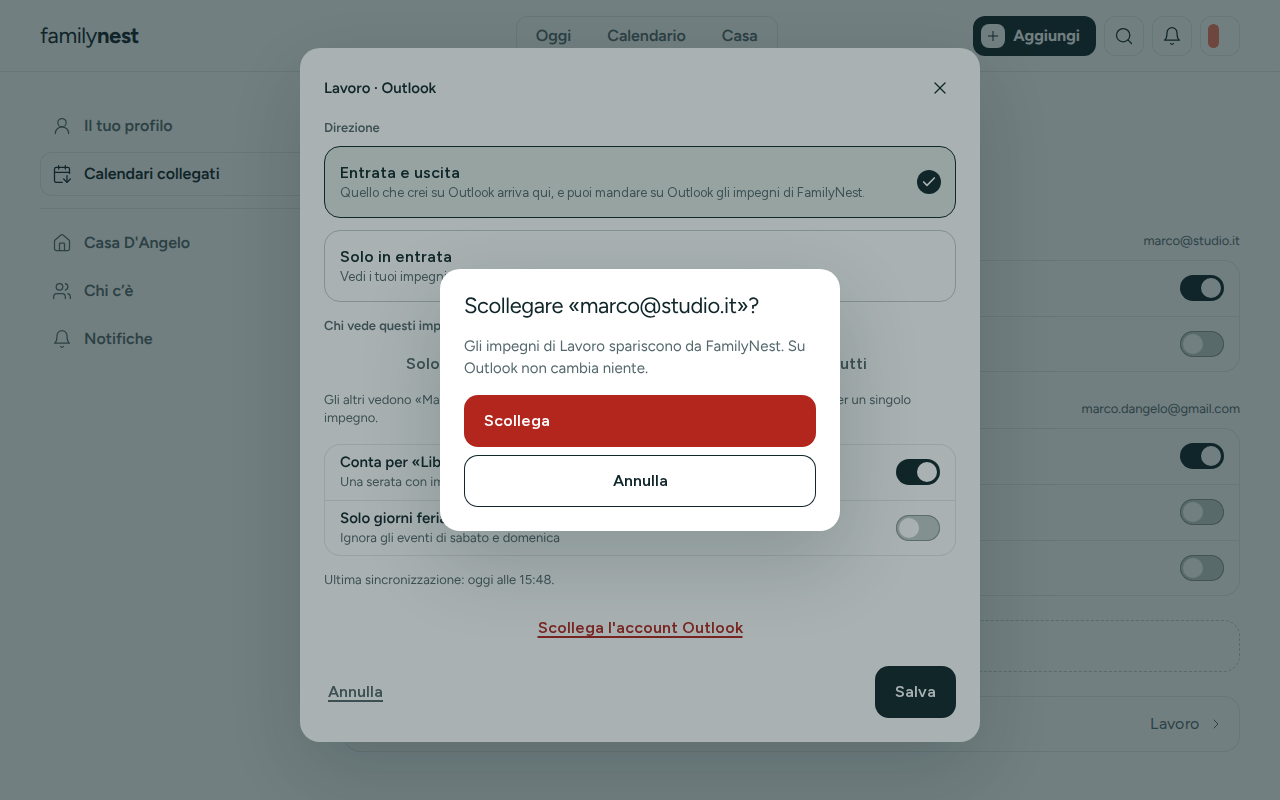 familynest
Oggi
Calendario
Casa
Aggiungi
Il tuo profilo
Calendari collegati
Casa D'Angelo
Chi c'è
Notifiche
Lavoro · Outlook
Direzione
Entrata e uscita
Quello che crei su Outlook arriva qui, e puoi mandare su Outlook gli impegni di FamilyNest.
Solo in entrata
Vedi i tuoi impegni
Chi vede questi imp
Solo
utti
Gli altri vedono «Ma
er un singolo
impegno.
Conta per «Lib
Una serata con im
Solo giorni feria
Ignora gli eventi di sabato e domenica
Ultima sincronizzazione: oggi alle 15:48.
Scollega l'account Outlook
Annulla
Salva
Scollegare «marco@studio.it»?
Gli impegni di Lavoro spariscono da FamilyNest. Su
Outlook non cambia niente.
Scollega
Annulla
marco@studio.it
marco.dangelo@gmail.com
Lavoro